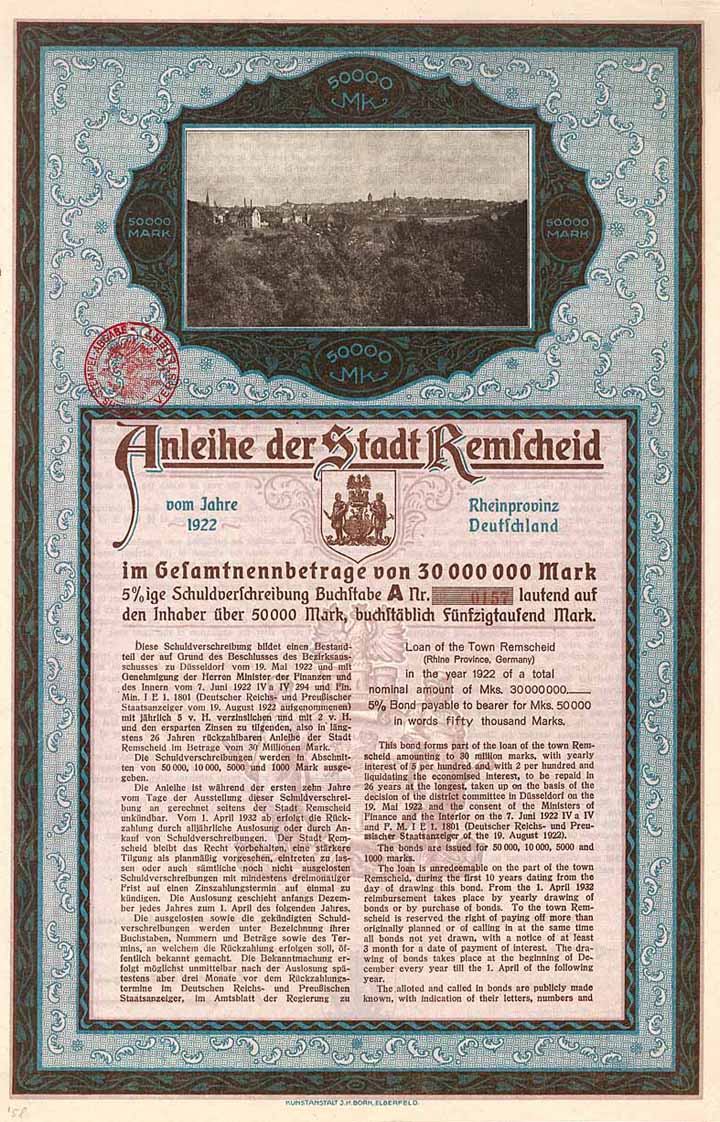 50000
MK
50000
MARK
50000
MARK
50000
MK
Anleihe der Stadt Remſcheid
vom Jahre
1922
Rheinprovinz
Deutſchland
im Geſamtnennbetrage von 30 000 000 Mark
5%ige Schuldverſchreibung Buchſtabe A Nr. 0157 lautend auf
den Inhaber über 50000 Mark, buchſtäblich Fünfzigtauſend Mark.
Diese Schuldverschreibung bildet einen Bestand-
teil der auf Grund des Beschlusses des Bezirksaus-
schusses zu Düsseldorf vom 19. Mai 1922 und mit
Genehmigung der Herren Minister der Finanzen und
des Innern vom 7. Juni 1922 IV a IV 294 und Fin.
Min. I E 1. 1801 (Deutscher Reichs- und Preußischer
Staatsanzeiger vom 19. August 1922 aufgenommenen)
mit jährlich 5 v. H. verzinslichen und mit 2 v. H.
und den ersparten Zinsen zu tilgenden, also in läng-
stens 26 Jahren rückzahlbaren Anleihe der Stadt
Remscheid im Betrage vom 30 Millionen Mark.
Die Schuldverschreibungen werden in Abschnit-
ten von 50 000, 10 000, 5000 und 1000 Mark ausge-
geben.
Die Anleihe ist während der ersten zehn Jahre
vom Tage der Ausstellung dieser Schuldverschrei-
bung an gerechnet seitens der Stadt Remscheid
unkündbar. Vom 1. April 1932 ab erfolgt die Rück-
zahlung durch alljährliche Auslosung oder durch An-
kauf von Schuldverschreibungen. Der Stadt Rem-
scheid bleibt das Recht vorbehalten, eine stärkere
Tilgung als planmäßig vorgesehen, eintreten zu las-
sen oder auch sämtliche noch nicht ausgelosten
Schuldverschreibungen mit mindestens dreimonatiger
Frist auf einen Zinszahlungstermin auf einmal zu
kündigen. Die Auslosung geschieht anfangs Dezem-
ber jedes Jahres zum 1. April des folgenden Jahres.
Die ausgelosten sowie die gekündigten Schuld-
verschreibungen werden unter Bezeichnung ihrer
Buchstaben, Nummern und Beträge sowie des Ter-
mins, an welchem die Rückzahlung erfolgen soll, öf-
fentlich bekannt gemacht. Die Bekanntmachung er-
folgt möglichst unmittelbar nach der Auslosung spä-
testens aber drei Monate vor dem Rückzahlungs-
termine im Deutschen Reichs- und Preußischen
Staatsanzeiger, im Amtsblatt der Regierung zu
Loan of the Town Remscheid
(Rhine Province, Germany)
in the year 1922 of a total
nominal amount of Mks. 30000000.
5% Bond payable to bearer for Mks. 50000
in words fifty thousand Marks.
This bond forms part of the loan of the town Rem-
scheid amounting to 30 million marks, with yearly
interest of 5 per hundred and with 2 per hundred and
liquidating the economised interest, to be repaid in
26 years at the longest, taken up on the basis of the
decision of the district committee in Düsseldorf on the
19. Mai 1922 and the consent of the Ministers of
Finance and the Interior on the 7. Juni 1922 IV a IV
and F. M. I E 1. 1801 (Deutscher Reichs- und Preu-
ssischer Staatsanzeiger of the 19. August 1922).
The bonds are issued for 50 000, 10 000, 5000 and
1000 marks.
The loan is unredeemable on the part of the town
Remscheid, during the first 10 years dating from the
day of drawing this bond. From the 1. April 1932
reimbursement takes place by yearly drawing of
bonds or by purchase of bonds. To the town Rem-
scheid is reserved the right of paying off more than
originally planned or of calling in at the same time
all bonds not yet drawn, with a notice of at least
3 month for a date of payment of interest. The dra-
wing of bonds takes place at the beginning of De-
cember every year till the 1. April of the following
year.
The alloted and called in bonds are publicly made
known, with indication of their letters, numbers and
KUNSTANSTALT J.H. BORN, ELBERFELD.